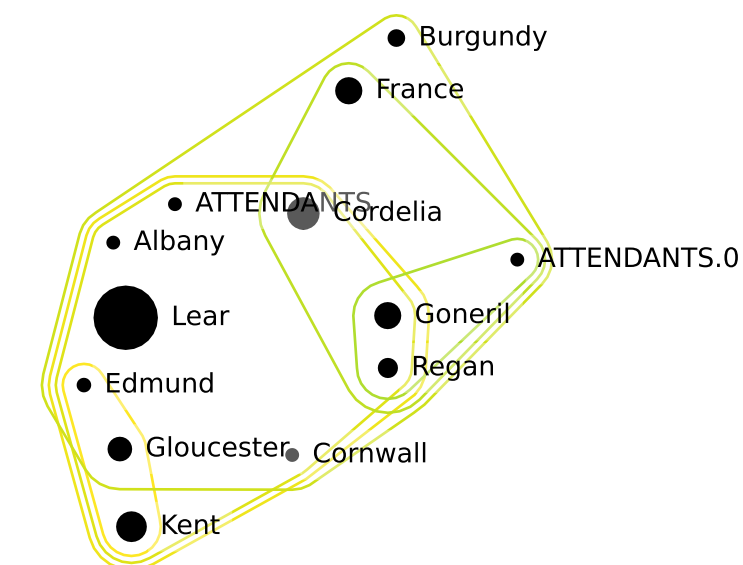 Burgundy
France
ATTENDANTS
Cordelia
Albany
ATTENDANTS.0
Lear
Goneril
Regan
Edmund
Gloucester
Cornwall
Kent